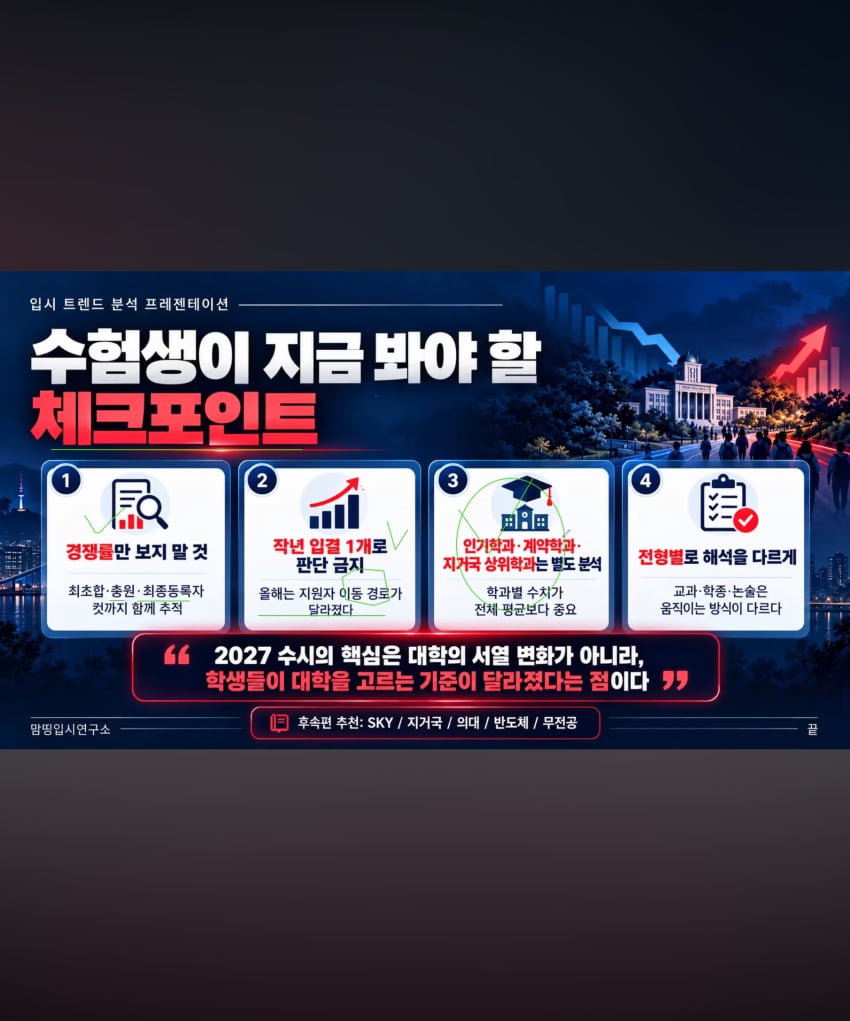 입시 트렌드 분석 프레젠테이션
수험생이 지금 봐야 할
체크포인트
1
경쟁률만 보지 말 것
최초합·충원·최종등록자
컷까지 함께 추적
2
작년 입결 1개로
판단 금지
올해는 지원자 이동 경로가
달라졌다
3
인기학과·계약학과·
지거국 상위학과는 별도 분석
학과별 수치가
전체 평균보다 중요
4
전형별로 해석을 다르게
교과·학종·논술은
움직이는 방식이 다르다
“ 2027 수시의 핵심은 대학의 서열 변화가 아니라,
학생들이 대학을 고르는 기준이 달라졌다는 점이다 ”
후속편 추천: SKY / 지거국 / 의대 / 반도체 / 무전공
맘띵입시연구소
끝